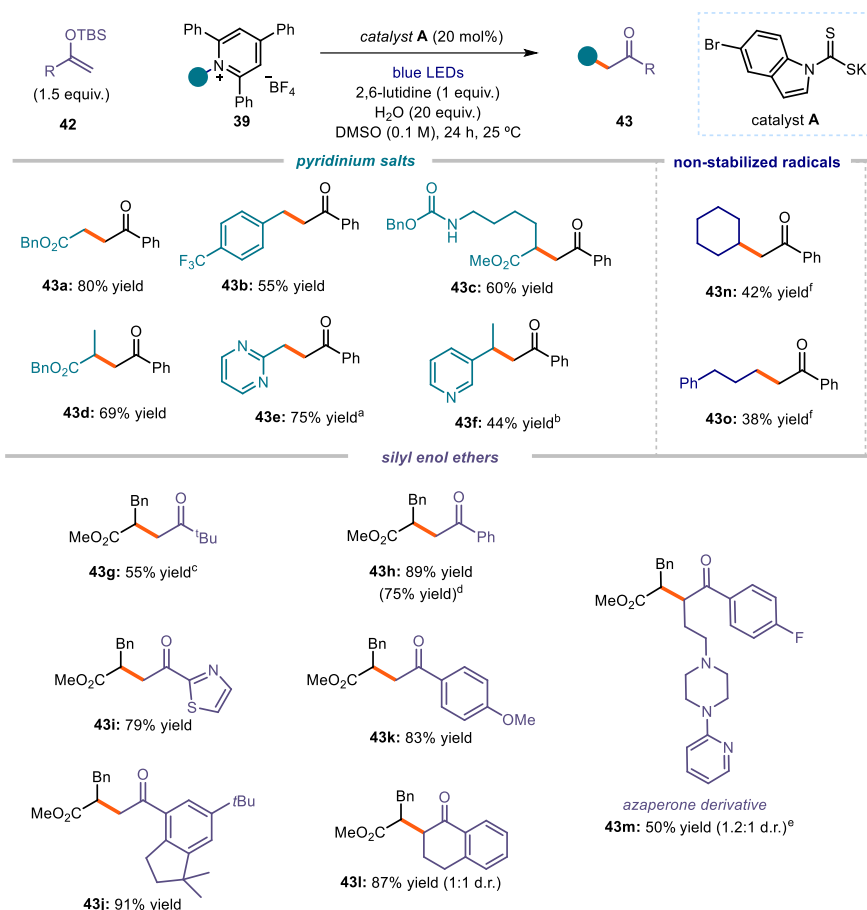 OTBS
R
(1.5 equiv.)
42
Ph
Ph
N
+
Ph
−BF4
39
catalyst A (20 mol%)
blue LEDs
2,6-lutidine (1 equiv.)
H2O (20 equiv.)
DMSO (0.1 M), 24 h, 25 ºC
O
R
43
Br
N
S
SK
catalyst A
pyridinium salts
non-stabilized radicals
BnO2C
O
Ph
43a: 80% yield
F3C
O
Ph
43b: 55% yield
O
BnO
N
H
MeO2C
O
Ph
43c: 60% yield
O
Ph
43n: 42% yieldf
BnO2C
O
Ph
43d: 69% yield
N
N
O
Ph
43e: 75% yielda
N
O
Ph
43f: 44% yieldb
Ph
O
Ph
43o: 38% yieldf
silyl enol ethers
Bn
MeO2C
O
tBu
43g: 55% yieldc
Bn
MeO2C
O
Ph
43h: 89% yield
(75% yield)d
Bn
MeO2C
O
N
S
43i: 79% yield
Bn
MeO2C
O
OMe
43k: 83% yield
Bn
MeO2C
O
F
N
N
N
azaperone derivative
43m: 50% yield (1.2:1 d.r.)e
Bn
MeO2C
O
tBu
43j: 91% yield
Bn
MeO2C
O
43l: 87% yield (1:1 d.r.)